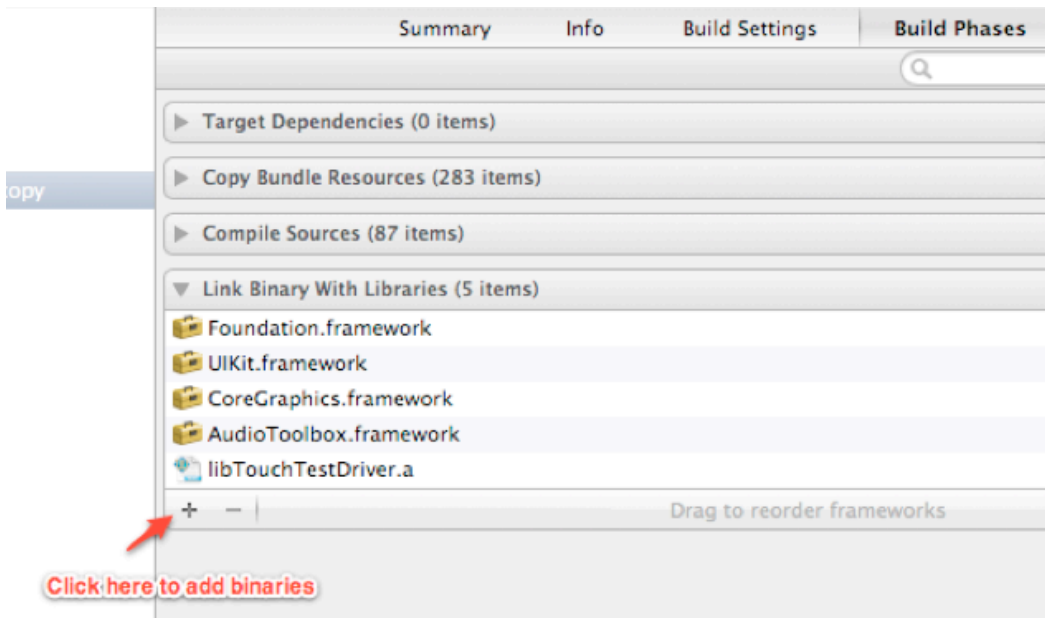 Summary Info Build Settings Build Phases
Target Dependencies (0 items)
Copy Bundle Resources (283 items)
copy
Compile Sources (87 items)
Link Binary With Libraries (5 items)
Foundation.framework
UIKit.framework
CoreGraphics.framework
AudioToolbox.framework
libTouchTestDriver.a
+ − Drag to reorder frameworks
Click here to add binaries